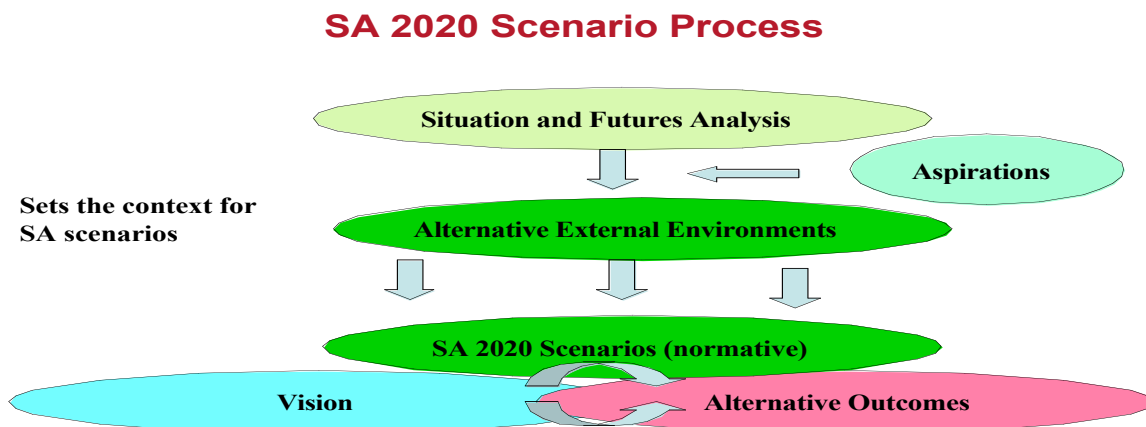 SA 2020 Scenario Process
Situation and Futures Analysis
Aspirations
Sets the context for
SA scenarios
Alternative External Environments
SA 2020 Scenarios (normative)
Vision
Alternative Outcomes